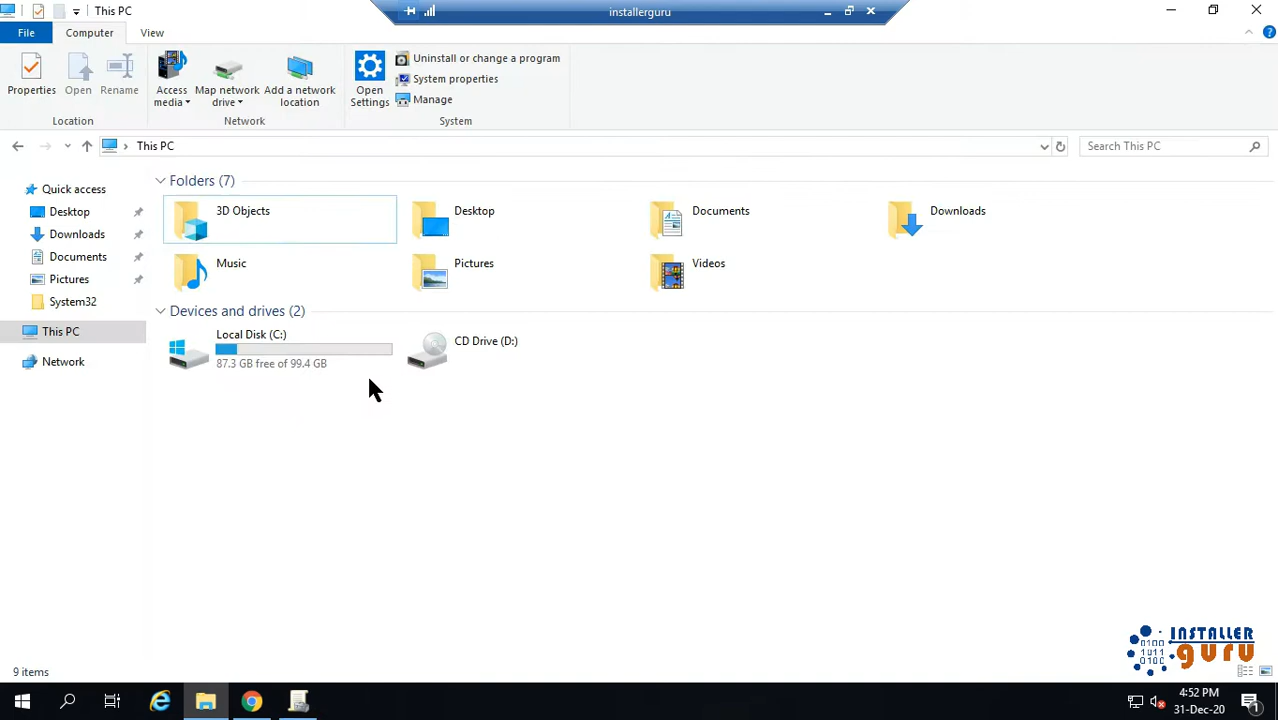 This PC
installerguru
File
Computer
View
Properties
Open
Rename
Access media
Map network drive
Add a network location
Open Settings
Uninstall or change a program
System properties
Manage
Location
Network
System
This PC
Search This PC
Quick access
Desktop
Downloads
Documents
Pictures
System32
This PC
Network
Folders (7)
3D Objects
Desktop
Documents
Downloads
Music
Pictures
Videos
Devices and drives (2)
Local Disk (C:)
87.3 GB free of 99.4 GB
CD Drive (D:)
INSTALLER
guru
0100
1011
010C
9 items
4:52 PM
31-Dec-20
1